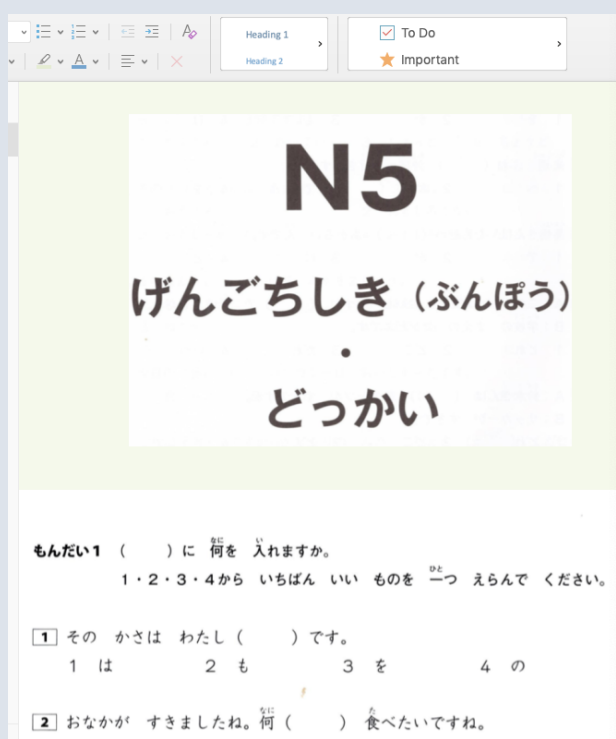 Heading 1
Heading 2
To Do
Important
N5
げんごちしき（ぶんぽう）
・
どっかい
もんだい1 （　　）に 何を 入れますか。
1・2・3・4から いちばん いい ものを 一つ えらんで ください。
1 その かさは わたし（　　）です。
1 は　2 も　3 を　4 の
2 おなかが すきましたね。何（　　） 食べたいですね。